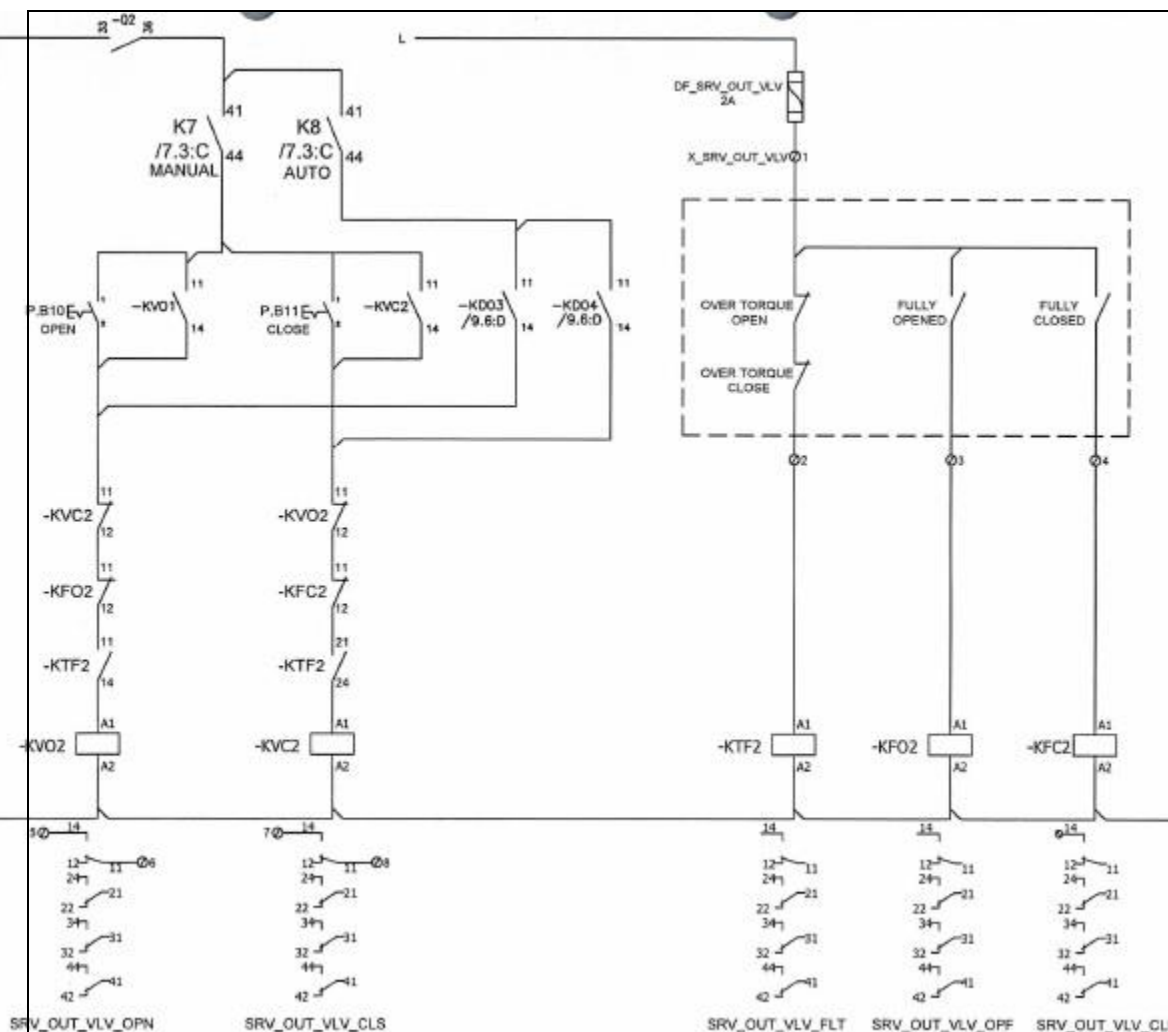 33 -Q2 36
L
DF_SRV_OUT_VLV
2A
41
K7
/7.3:C
44
MANUAL
41
K8
/7.3:C
44
AUTO
X_SRV_OUT_VLV 1
P.B10
OPEN
11
-KVO1
14
P.B11
CLOSE
11
-KVC2
14
11
-KDO3
/9.6:D
14
11
-KDO4
/9.6:D
14
OVER TORQUE
OPEN
OVER TORQUE
CLOSE
FULLY
OPENED
FULLY
CLOSED
2
3
4
11
-KVC2
12
11
-KFO2
12
11
-KTF2
14
A1
-KVO2
A2
11
-KVO2
12
11
-KFC2
12
21
-KTF2
24
A1
-KVC2
A2
A1
-KTF2
A2
A1
-KFO2
A2
A1
-KFC2
A2
5 14
12 11 6
24
22 21
34
32 31
44
42 41
SRV_OUT_VLV_OPN
7 14
12 11 8
24
22 21
34
32 31
44
42 41
SRV_OUT_VLV_CLS
14
12 11
24
22 21
34
32 31
44
42 41
SRV_OUT_VLV_FLT
14
12 11
24
22 21
34
32 31
44
42 41
SRV_OUT_VLV_OPF
14
12 11
24
22 21
34
32 31
44
42 41